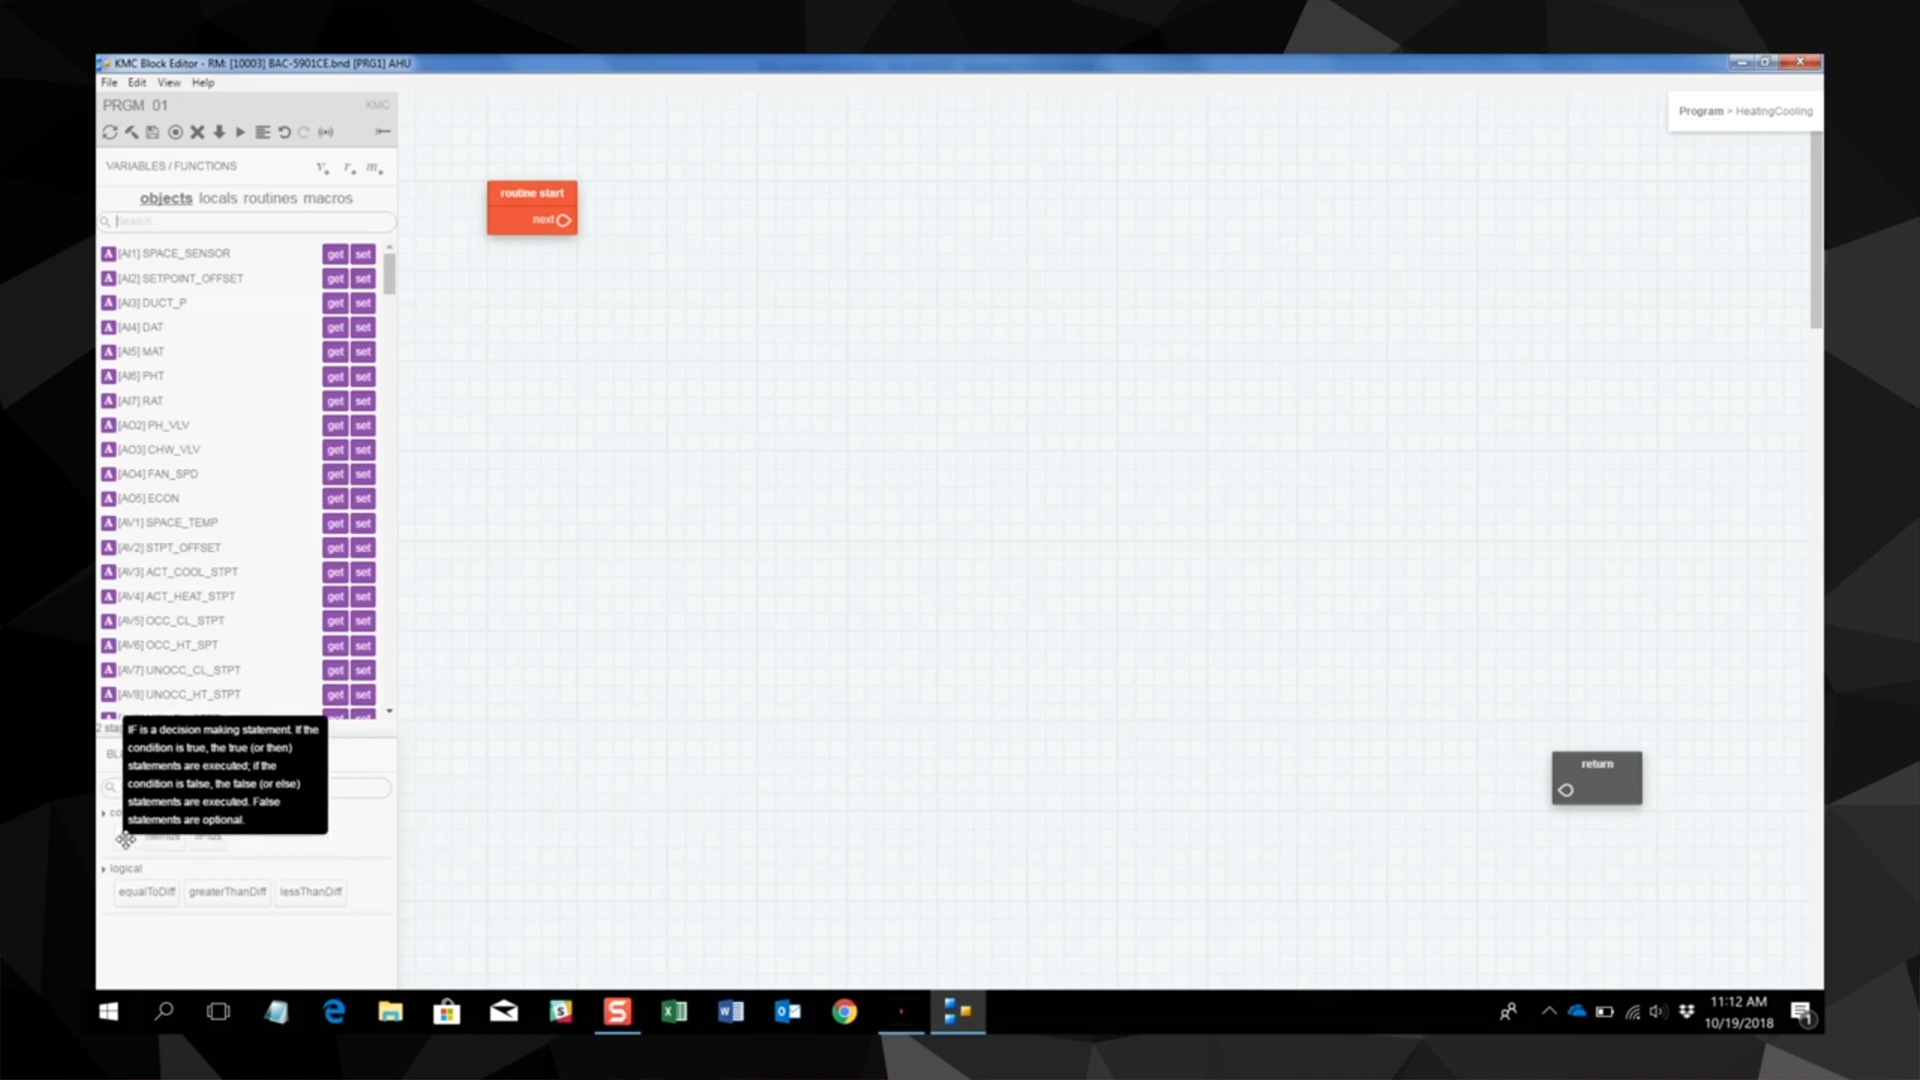 KMC Block Editor - RM: [10003] BAC-5901CE.bnd [PRG1] AHU
File Edit View Help
PRGM 01 KMC
Program > HeatingCooling
VARIABLES / FUNCTIONS v+ r+ m+
objects locals routines macros
Search...
routine start
next
A [AI1] SPACE_SENSOR get set
A [AI2] SETPOINT_OFFSET get set
A [AI3] DUCT_P get set
A [AI4] DAT get set
A [AI5] MAT get set
A [AI6] PHT get set
A [AI7] RAT get set
A [AO2] PH_VLV get set
A [AO3] CHW_VLV get set
A [AO4] FAN_SPD get set
A [AO5] ECON get set
A [AV1] SPACE_TEMP get set
A [AV2] STPT_OFFSET get set
A [AV3] ACT_COOL_STPT get set
A [AV4] ACT_HEAT_STPT get set
A [AV5] OCC_CL_STPT get set
A [AV6] OCC_HT_SPT get set
A [AV7] UNOCC_CL_STPT get set
A [AV8] UNOCC_HT_STPT get set
IF is a decision making statement. If the
condition is true, the true (or then)
statements are executed; if the
condition is false, the false (or else)
statements are executed. False
statements are optional.
return
logical
equalToDiff greaterThanDiff lessThanDiff
11:12 AM
10/19/2018
1